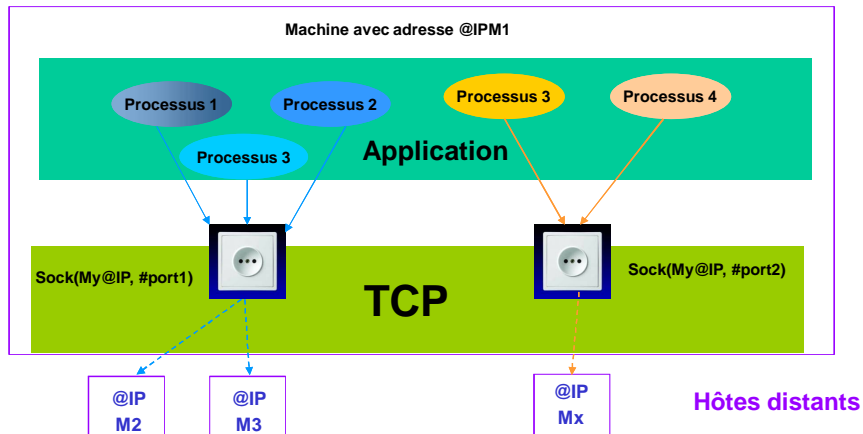 Machine avec adresse @IPM1
Processus 1
Processus 2
Processus 3
Processus 4
Processus 3
Application
Sock(My@IP, #port1)
Sock(My@IP, #port2)
TCP
@IP
M2
@IP
M3
@IP
Mx
Hôtes distants